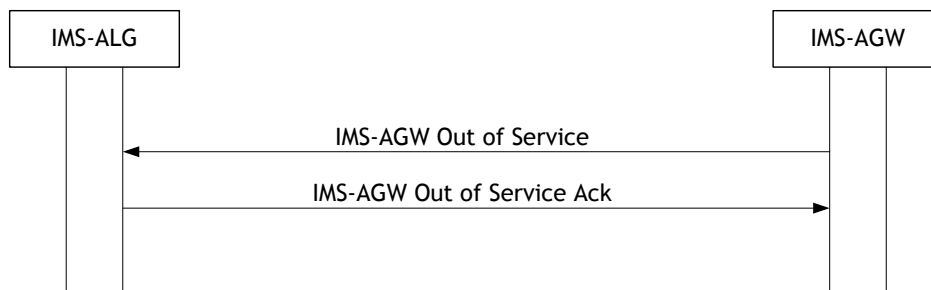 IMS-ALG
IMS-AGW
IMS-AGW Out of Service
IMS-AGW Out of Service Ack